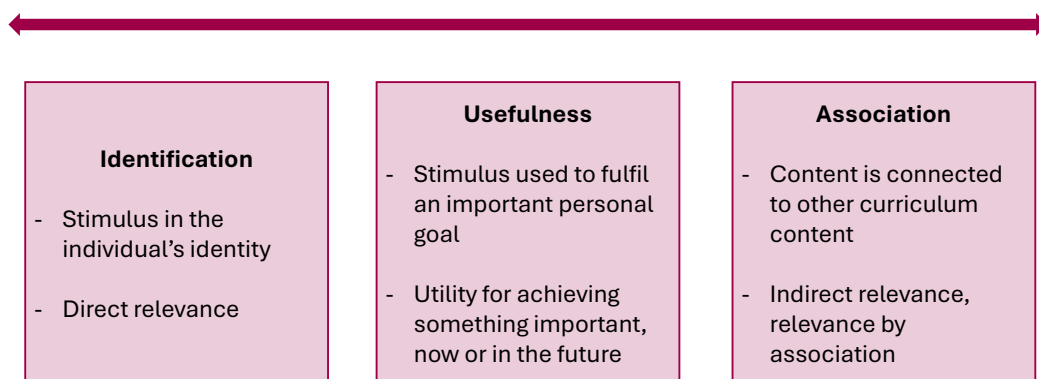 Identification
- Stimulus in the
individual's identity
- Direct relevance
Usefulness
- Stimulus used to fulfil
an important personal
goal
- Utility for achieving
something important,
now or in the future
Association
- Content is connected
to other curriculum
content
- Indirect relevance,
relevance by
association